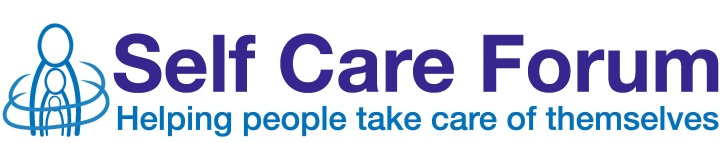 Self Care Forum
Helping people take care of themselves